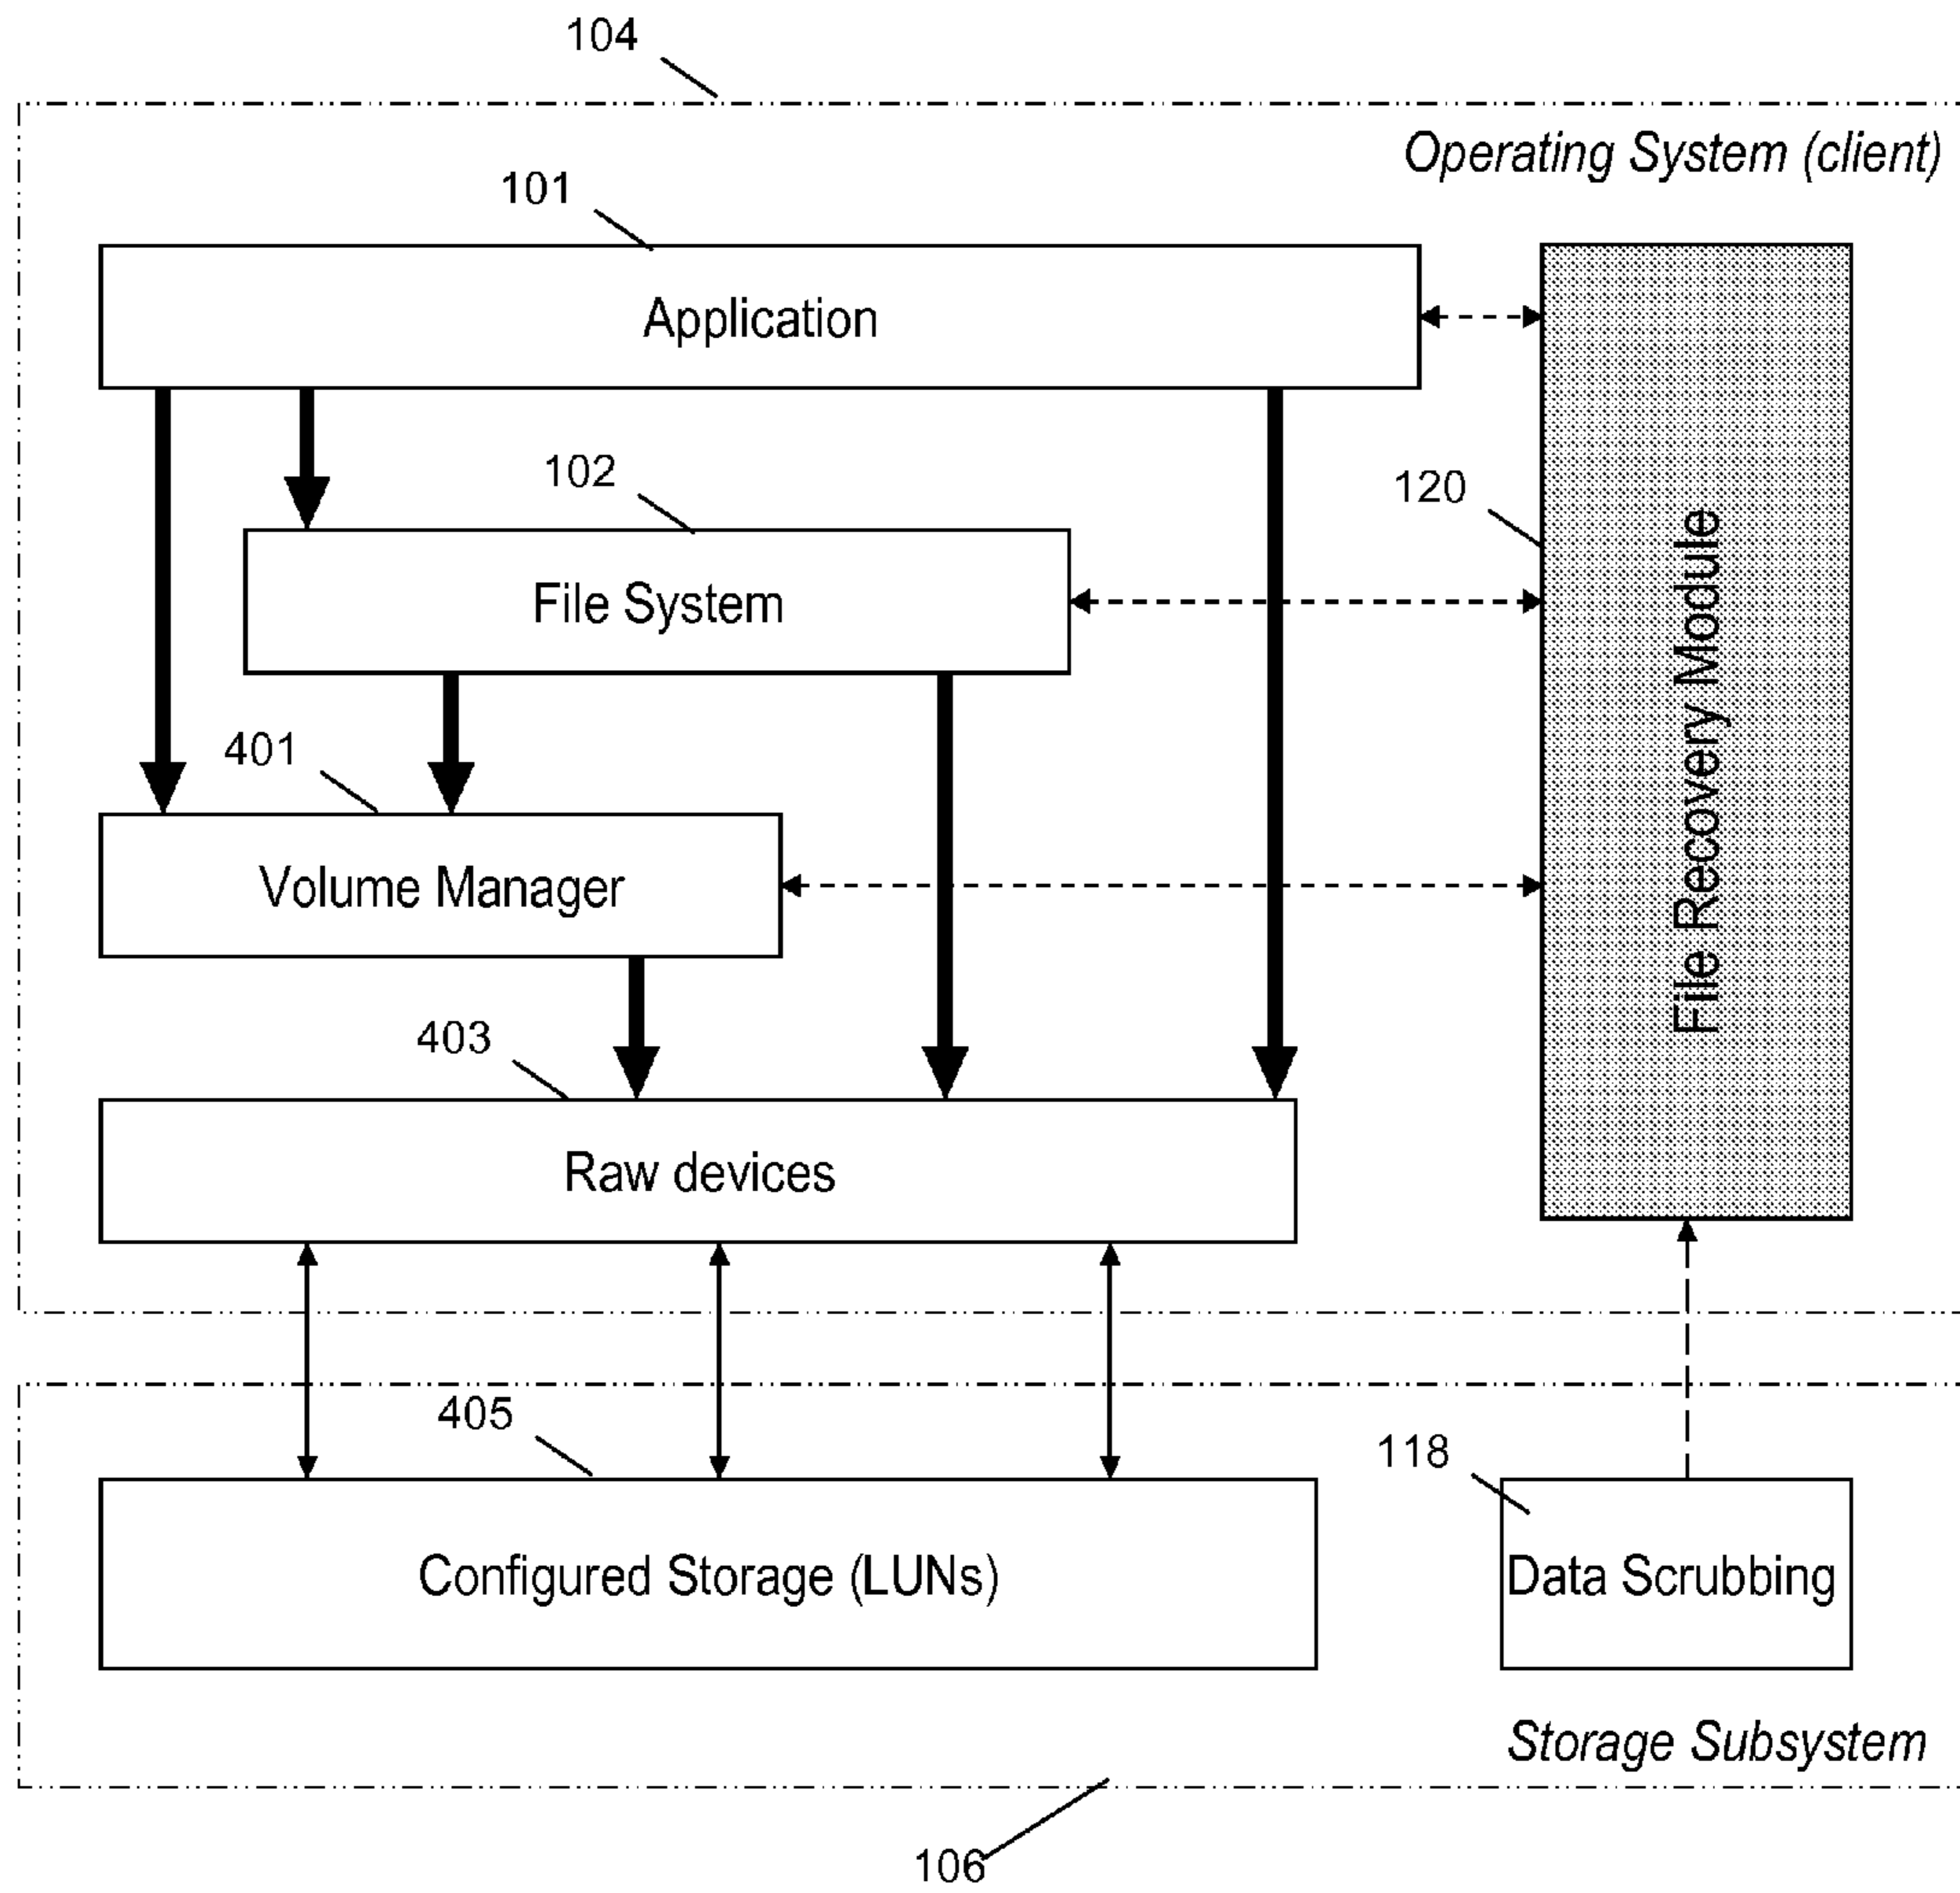 104
Operating System (client)
101
Application
102
File System
120
File Recovery Module
401
Volume Manager
403
Raw devices
405
Configured Storage (LUNs)
118
Data Scrubbing
Storage Subsystem
106